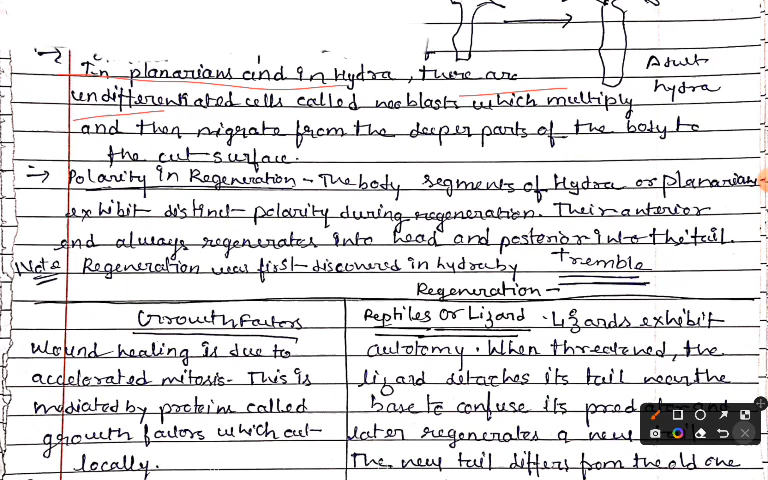 Adult
hydra
→ In planarians and in Hydra, there are
undifferentiated cells called neoblasts which multiply
and then migrate from the deeper parts of the body to
the cut surface.
⇒ Polarity in Regeneration - The body segments of Hydra or planarians
exhibit distinct polarity during regeneration. Their anterior
end always regenerates into head and posterior into the tail.
Note Regeneration was first discovered in hydra by Tremble
Regeneration -
Growth Factors
wound healing is due to
accelerated mitosis. This is
mediated by proteins called
growth factors which act
locally.
Reptiles or Lizard. Lizards exhibit
autotomy. When threatened, the
lizard detaches its tail near the
base to confuse its predator and
later regenerates a new
The new tail differs from the old one